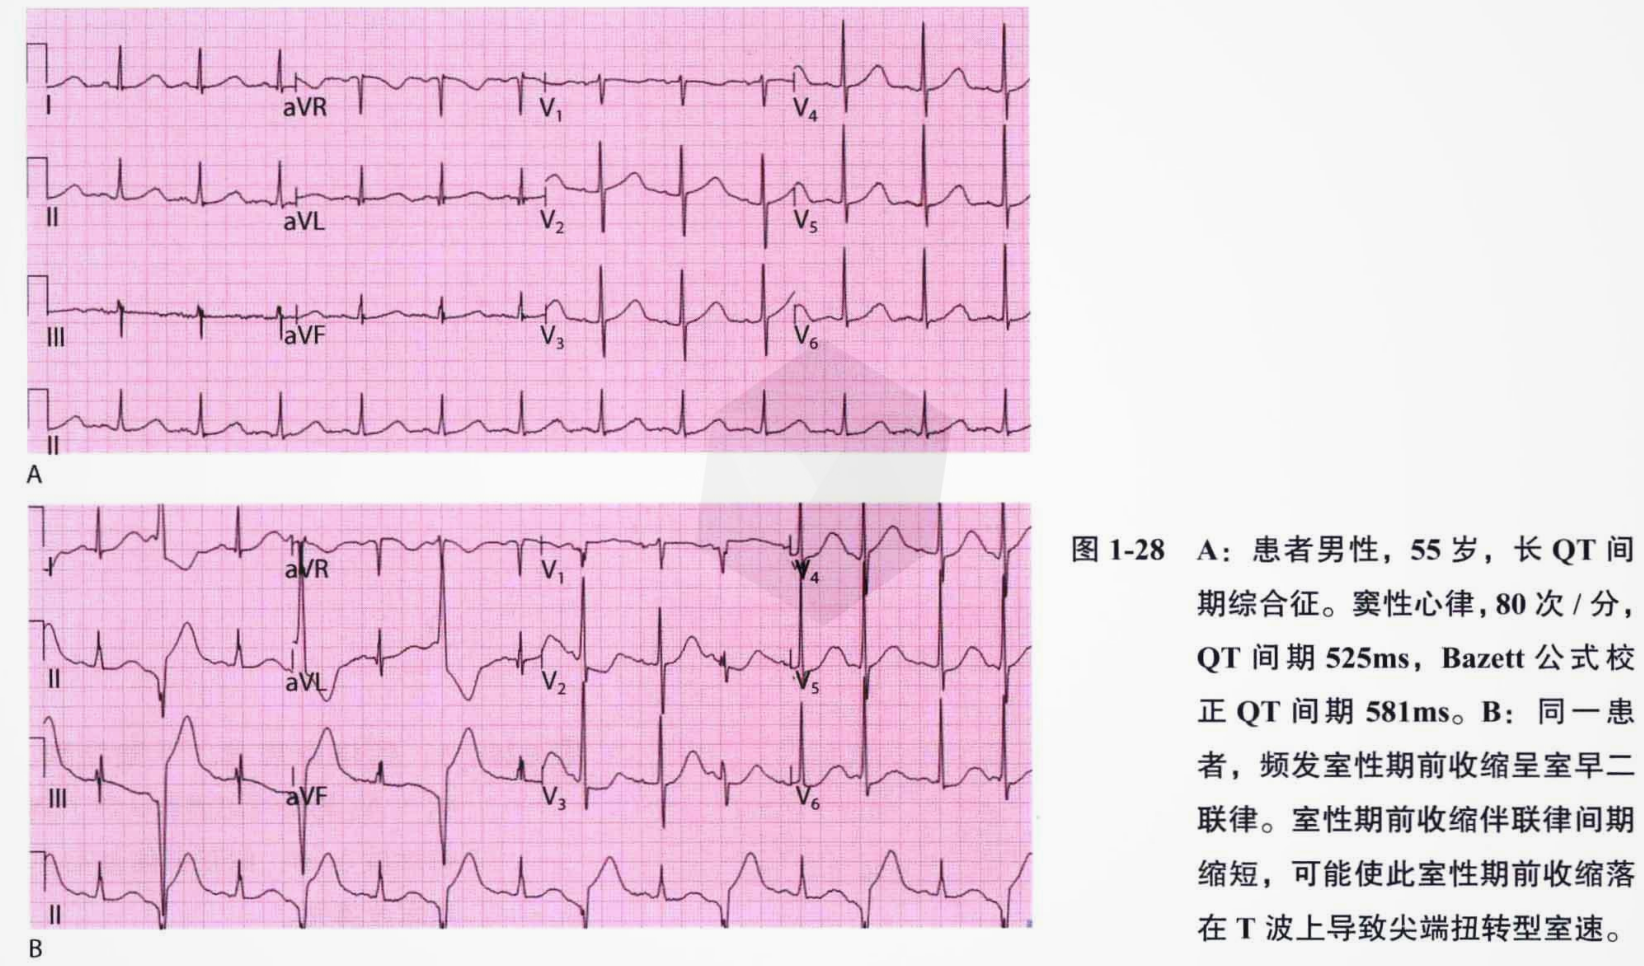 I aVR V₁ V₄
II aVL V₂ V₅
III aVF V₃ V₆
II
A
I aVR V₁ V₄
II aVL V₂ V₅
III aVF V₃ V₆
II
B
图 1-28 A：患者男性，55 岁，长 QT 间
期综合征。窦性心律，80 次 / 分，
QT 间期 525ms，Bazett 公式校
正 QT 间期 581ms。B：同一患
者，频发室性期前收缩呈室早二
联律。室性期前收缩伴联律间期
缩短，可能使此室性期前收缩落
在 T 波上导致尖端扭转型室速。